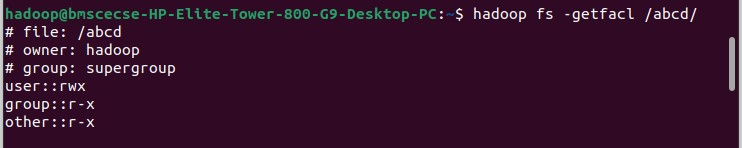 hadoop@bmscecse-HP-Elite-Tower-800-G9-Desktop-PC:~$ hadoop fs -getfacl /abcd/
# file: /abcd
# owner: hadoop
# group: supergroup
user::rwx
group::r-x
other::r-x